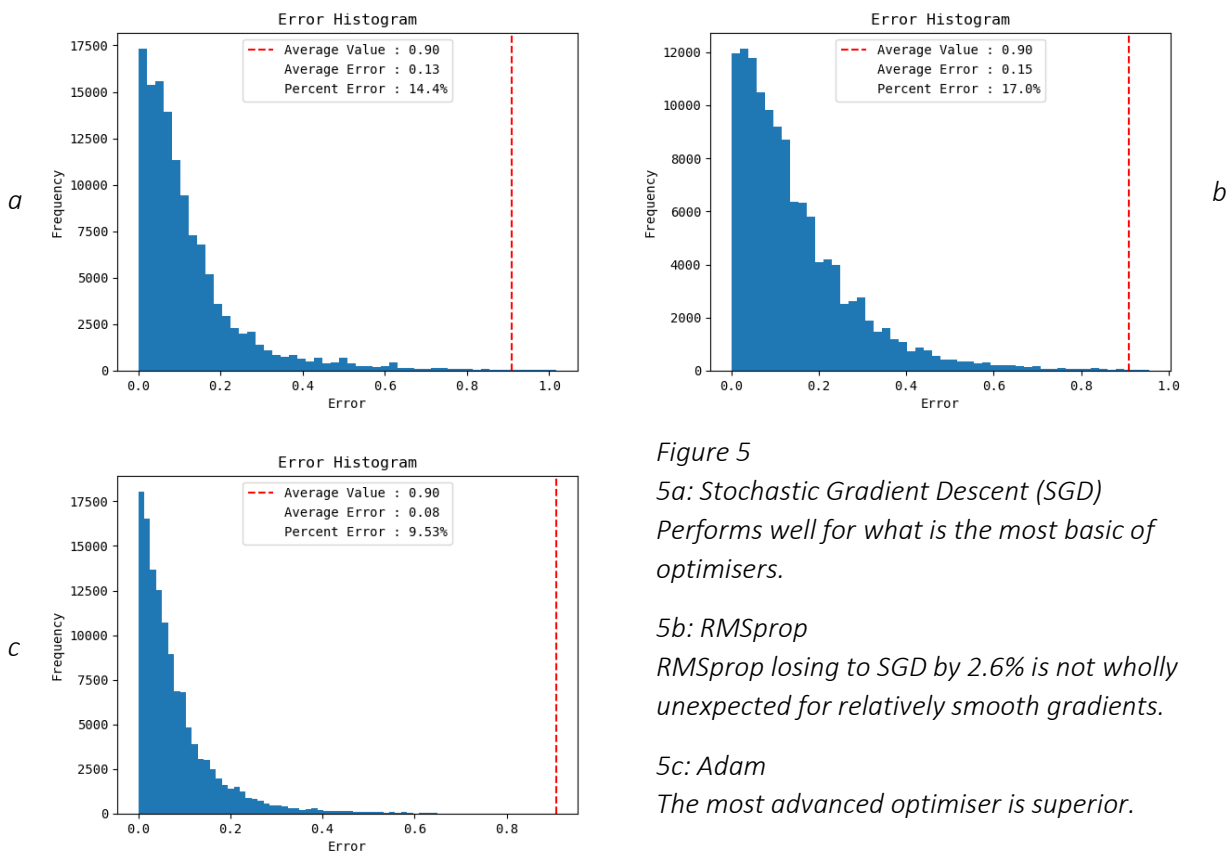 Error Histogram
17500
15000
12500
10000
7500
5000
2500
0
Frequency
Average Value : 0.90
Average Error : 0.13
Percent Error : 14.4%
0.0 0.2 0.4 0.6 0.8 1.0
Error
a
Error Histogram
12000
10000
8000
6000
4000
2000
0
Frequency
Average Value : 0.90
Average Error : 0.15
Percent Error : 17.0%
0.0 0.2 0.4 0.6 0.8 1.0
Error
b
Error Histogram
17500
15000
12500
10000
7500
5000
2500
0
Frequency
Average Value : 0.90
Average Error : 0.08
Percent Error : 9.53%
0.0 0.2 0.4 0.6 0.8
Error
c
Figure 5
5a: Stochastic Gradient Descent (SGD)
Performs well for what is the most basic of
optimisers.
5b: RMSprop
RMSprop losing to SGD by 2.6% is not wholly
unexpected for relatively smooth gradients.
5c: Adam
The most advanced optimiser is superior.